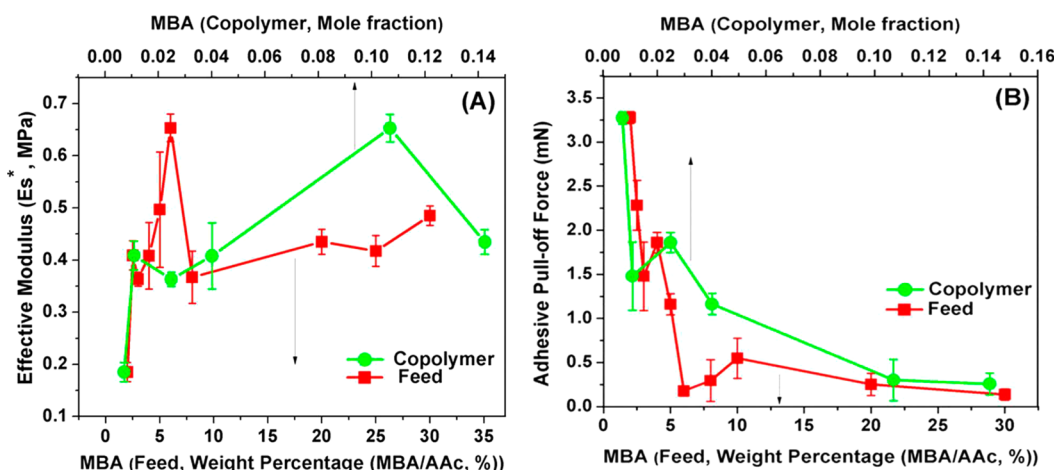 MBA (Copolymer, Mole fraction)
0.00 0.02 0.04 0.06 0.08 0.10 0.12 0.14
(A)
0.7
0.6
0.5
0.4
0.3
0.2
0.1
Effective Modulus (Es*, MPa)
Copolymer
Feed
0 5 10 15 20 25 30 35
MBA (Feed, Weight Percentage (MBA/AAc, %))
MBA (Copolymer, Mole fraction)
0.00 0.02 0.04 0.06 0.08 0.10 0.12 0.14 0.16
(B)
3.5
3.0
2.5
2.0
1.5
1.0
0.5
0.0
Adhesive Pull-off Force (mN)
Copolymer
Feed
0 5 10 15 20 25 30
MBA (Feed, Weight Percentage (MBA/AAc, %))